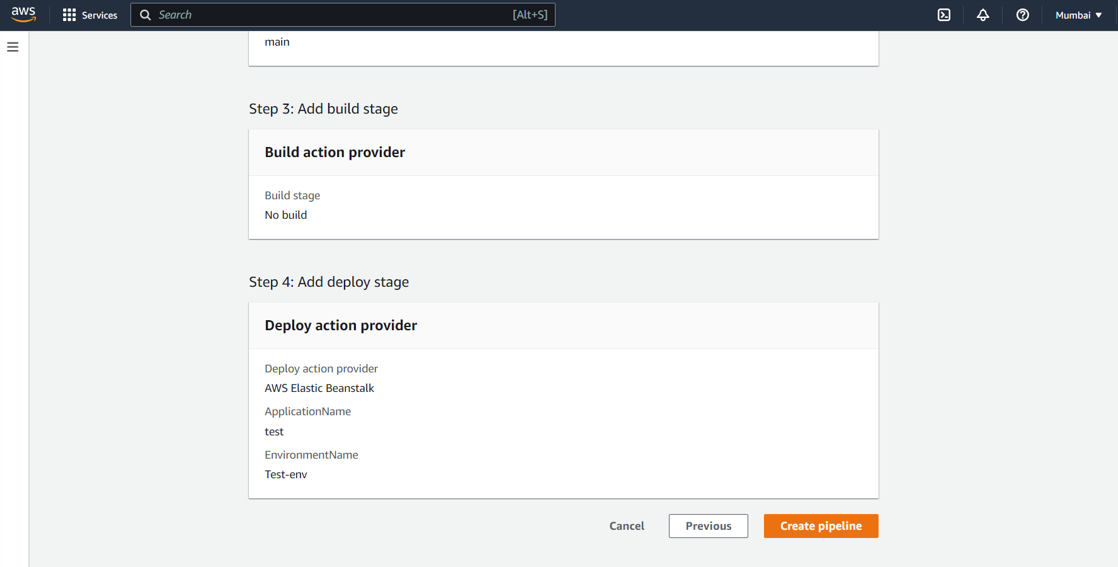 aws
Services
Search
[Alt+S]
Mumbai
main
Step 3: Add build stage
Build action provider
Build stage
No build
Step 4: Add deploy stage
Deploy action provider
Deploy action provider
AWS Elastic Beanstalk
ApplicationName
test
EnvironmentName
Test-env
Cancel
Previous
Create pipeline